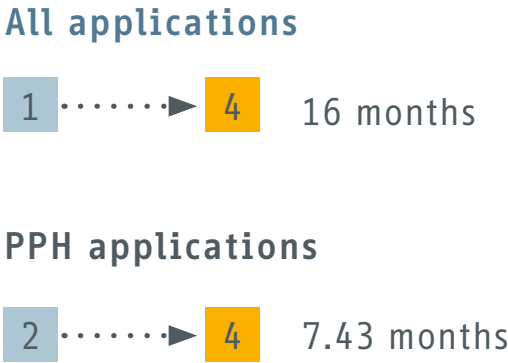 All applications
1 4 16 months
PPH applications
2 4 7.43 months